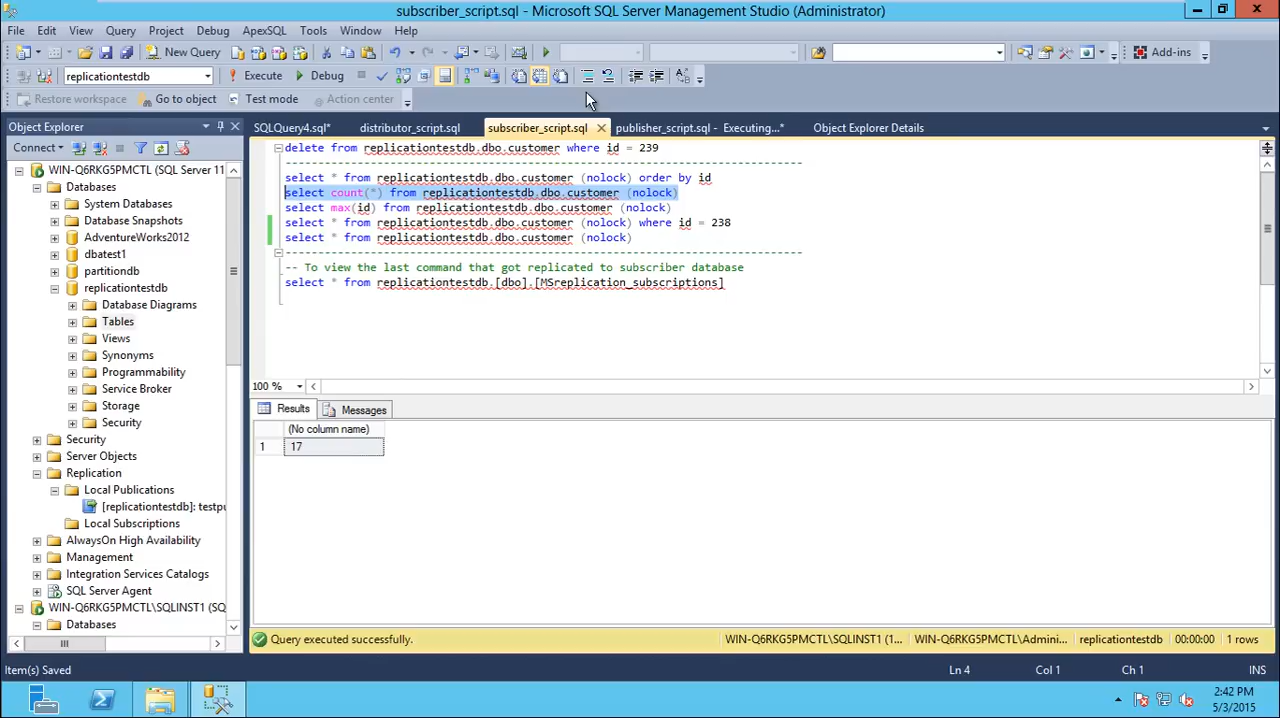 subscriber_script.sql - Microsoft SQL Server Management Studio (Administrator)
File Edit View Query Project Debug ApexSQL Tools Window Help
New Query
replicationtestdb Execute Debug
Add-ins
Restore workspace Go to object Test mode Action center
Object Explorer
Connect
WIN-Q6RKG5PMCTL (SQL Server 11
Databases
System Databases
Database Snapshots
AdventureWorks2012
dbatest1
partitiondb
replicationtestdb
Database Diagrams
Tables
Views
Synonyms
Programmability
Service Broker
Storage
Security
Security
Server Objects
Replication
Local Publications
[replicationtestdb]: testpu
Local Subscriptions
AlwaysOn High Availability
Management
Integration Services Catalogs
SQL Server Agent
WIN-Q6RKG5PMCTL\SQLINST1 (SQ
Databases
SQLQuery4.sql* distributor_script.sql subscriber_script.sql publisher_script.sql - Executing...* Object Explorer Details
delete from replicationtestdb.dbo.customer where id = 239
--------------------------------------------------------------------
select * from replicationtestdb.dbo.customer (nolock) order by id
select count(*) from replicationtestdb.dbo.customer (nolock)
select max(id) from replicationtestdb.dbo.customer (nolock)
select * from replicationtestdb.dbo.customer (nolock) where id = 238
select * from replicationtestdb.dbo.customer (nolock)
--------------------------------------------------------------------
-- To view the last command that got replicated to subscriber database
select * from replicationtestdb.[dbo].[MSreplication_subscriptions]
100 %
Results Messages
(No column name)
1 17
Query executed successfully. WIN-Q6RKG5PMCTL\SQLINST1 (1... WIN-Q6RKG5PMCTL\Admini... replicationtestdb 00:00:00 1 rows
Item(s) Saved Ln 4 Col 1 Ch 1 INS
2:42 PM
5/3/2015